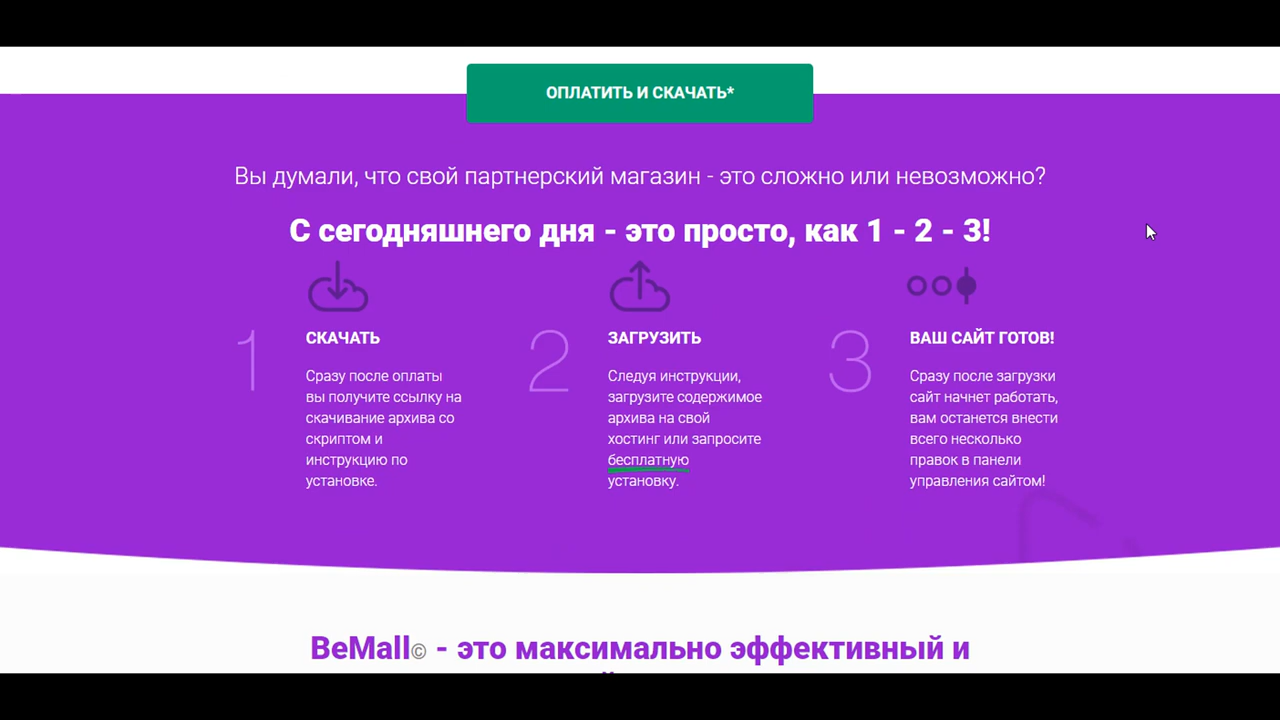 ОПЛАТИТЬ И СКАЧАТЬ*
Вы думали, что свой партнерский магазин - это сложно или невозможно?
С сегодняшнего дня - это просто, как 1 - 2 - 3!
1
СКАЧАТЬ
Сразу после оплаты
вы получите ссылку на
скачивание архива со
скриптом и
инструкцию по
установке.
2
ЗАГРУЗИТЬ
Следуя инструкции,
загрузите содержимое
архива на свой
хостинг или запросите
бесплатную
установку.
3
ВАШ САЙТ ГОТОВ!
Сразу после загрузки
сайт начнет работать,
вам останется внести
всего несколько
правок в панели
управления сайтом!
BeMall© - это максимально эффективный и